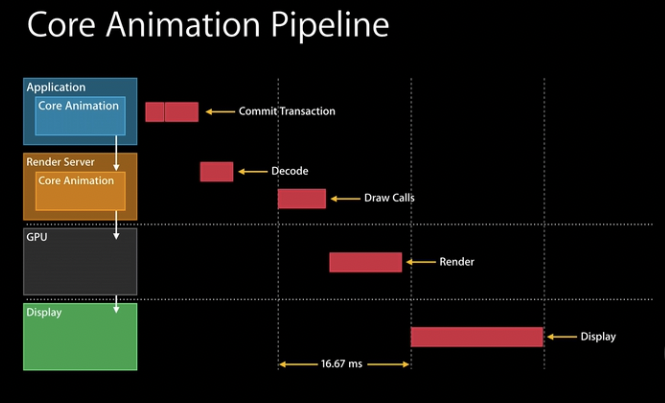 Core Animation Pipeline
Application
Core Animation
Commit Transaction
Render Server
Core Animation
Decode
Draw Calls
GPU
Render
Display
Display
16.67 ms